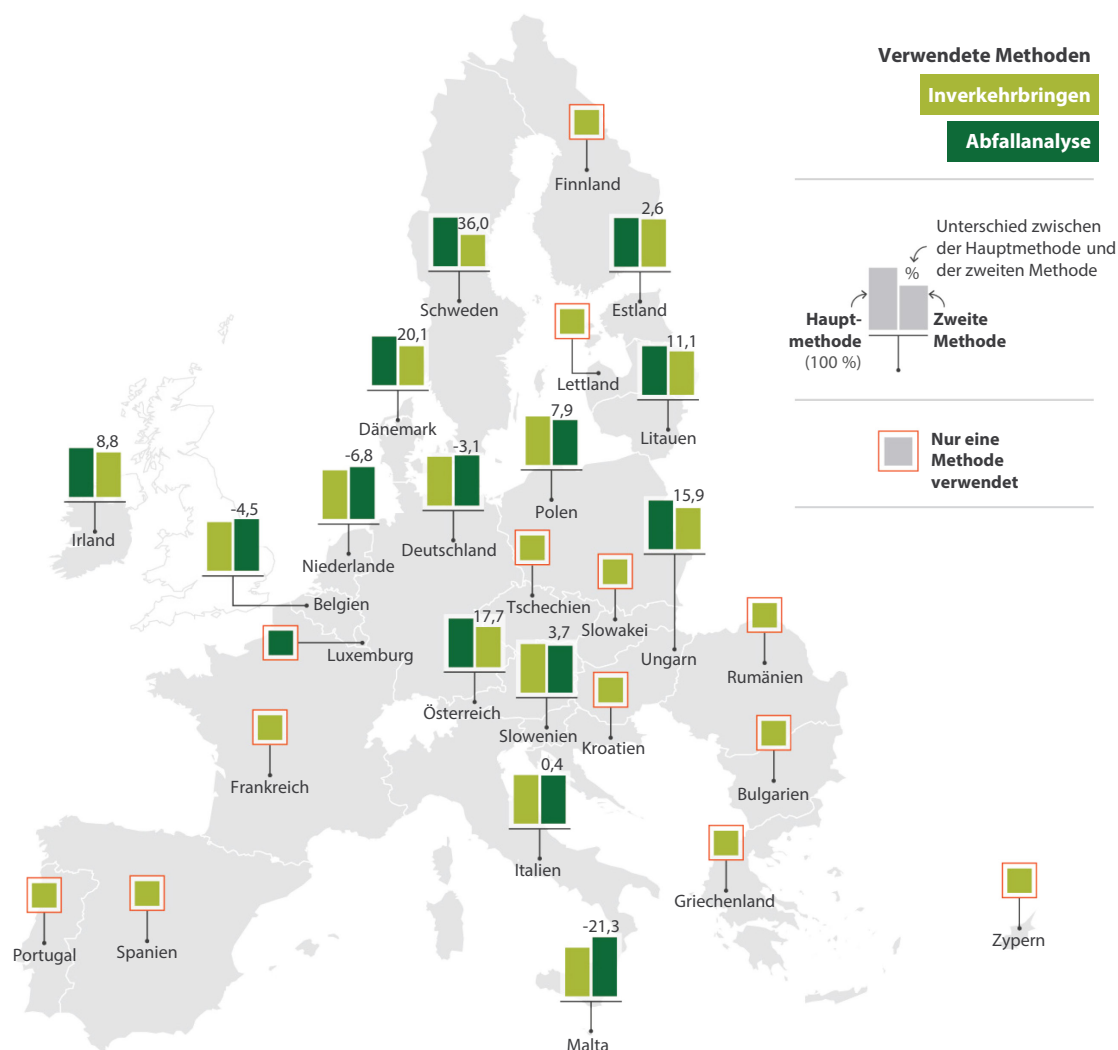 Verwendete Methoden
Inverkehrbringen
Abfallanalyse
Unterschied zwischen
der Hauptmethode und
der zweiten Methode
%
Haupt-
methode
(100 %)
Zweite
Methode
Nur eine
Methode
verwendet
Finnland
36,0
Schweden
2,6
Estland
Lettland
20,1
Dänemark
11,1
Litauen
7,9
Polen
8,8
Irland
-6,8
Niederlande
-3,1
Deutschland
-4,5
Belgien
15,9
Ungarn
Tschechien
Slowakei
Luxemburg
17,7
Österreich
3,7
Slowenien
Kroatien
Rumänien
Frankreich
Bulgarien
0,4
Italien
Griechenland
Portugal
Spanien
Zypern
-21,3
Malta